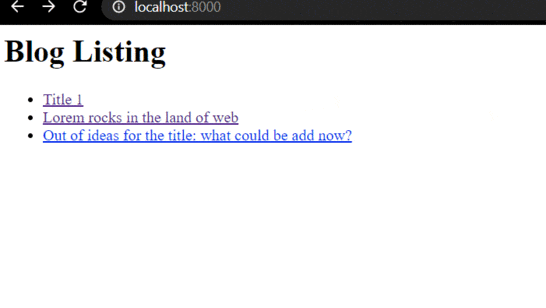 localhost:8000
Blog Listing
Title 1
Lorem rocks in the land of web
Out of ideas for the title: what could be add now?